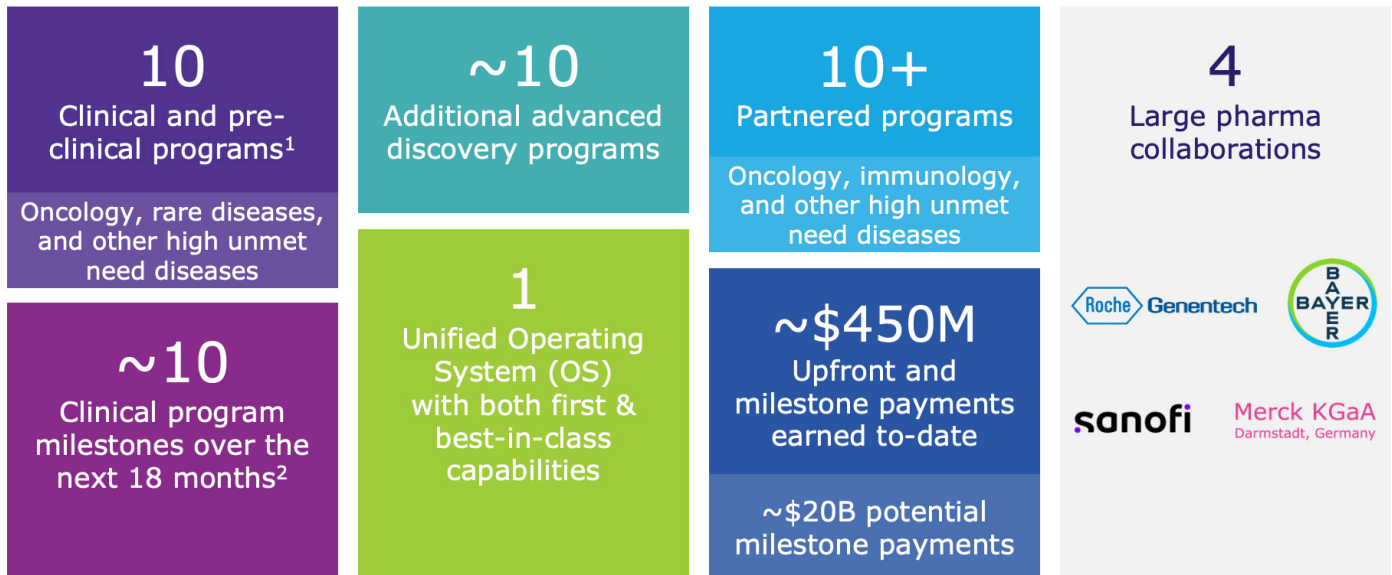 10
Clinical and pre-
clinical programs¹
Oncology, rare diseases,
and other high unmet
need diseases
~10
Clinical program
milestones over the
next 18 months²
~10
Additional advanced
discovery programs
1
Unified Operating
System (OS)
with both first &
best-in-class
capabilities
10+
Partnered programs
Oncology, immunology,
and other high unmet
need diseases
~$450M
Upfront and
milestone payments
earned to-date
~$20B potential
milestone payments
4
Large pharma
collaborations
Roche Genentech
BAYER
BAYER
sanofi
Merck KGaA
Darmstadt, Germany